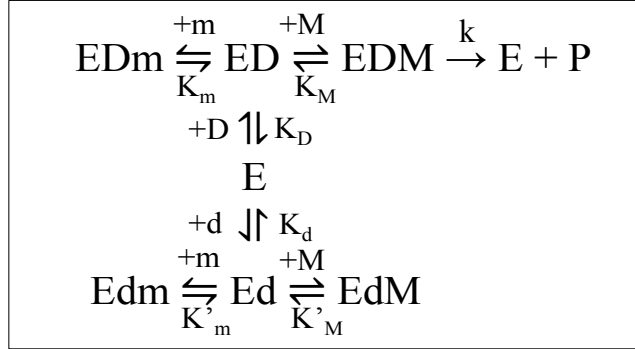 +m +M k
EDm ⇌ ED ⇌ EDM → E + P
K_m K_M
+D ⥮ K_D
E
+d ⥯ K_d
+m +M
Edm ⇌ Ed ⇌ EdM
K'_m K'_M